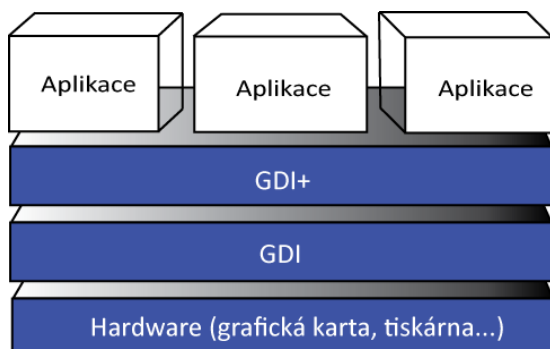 Aplikace Aplikace Aplikace
GDI+
GDI
Hardware (grafická karta, tiskárna...)